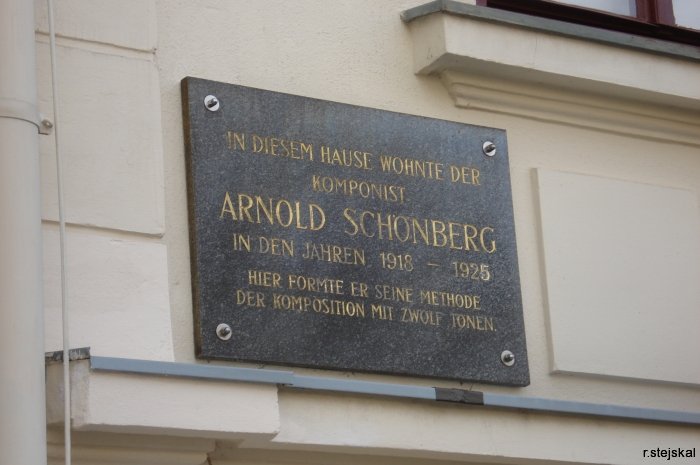 IN DIESEM HAUSE WOHNTE DER
KOMPONIST
ARNOLD SCHÖNBERG
IN DEN JAHREN 1918 – 1925
HIER FORMTE ER SEINE METHODE
DER KOMPOSITION MIT ZWÖLF TÖNEN.
r.stejskal